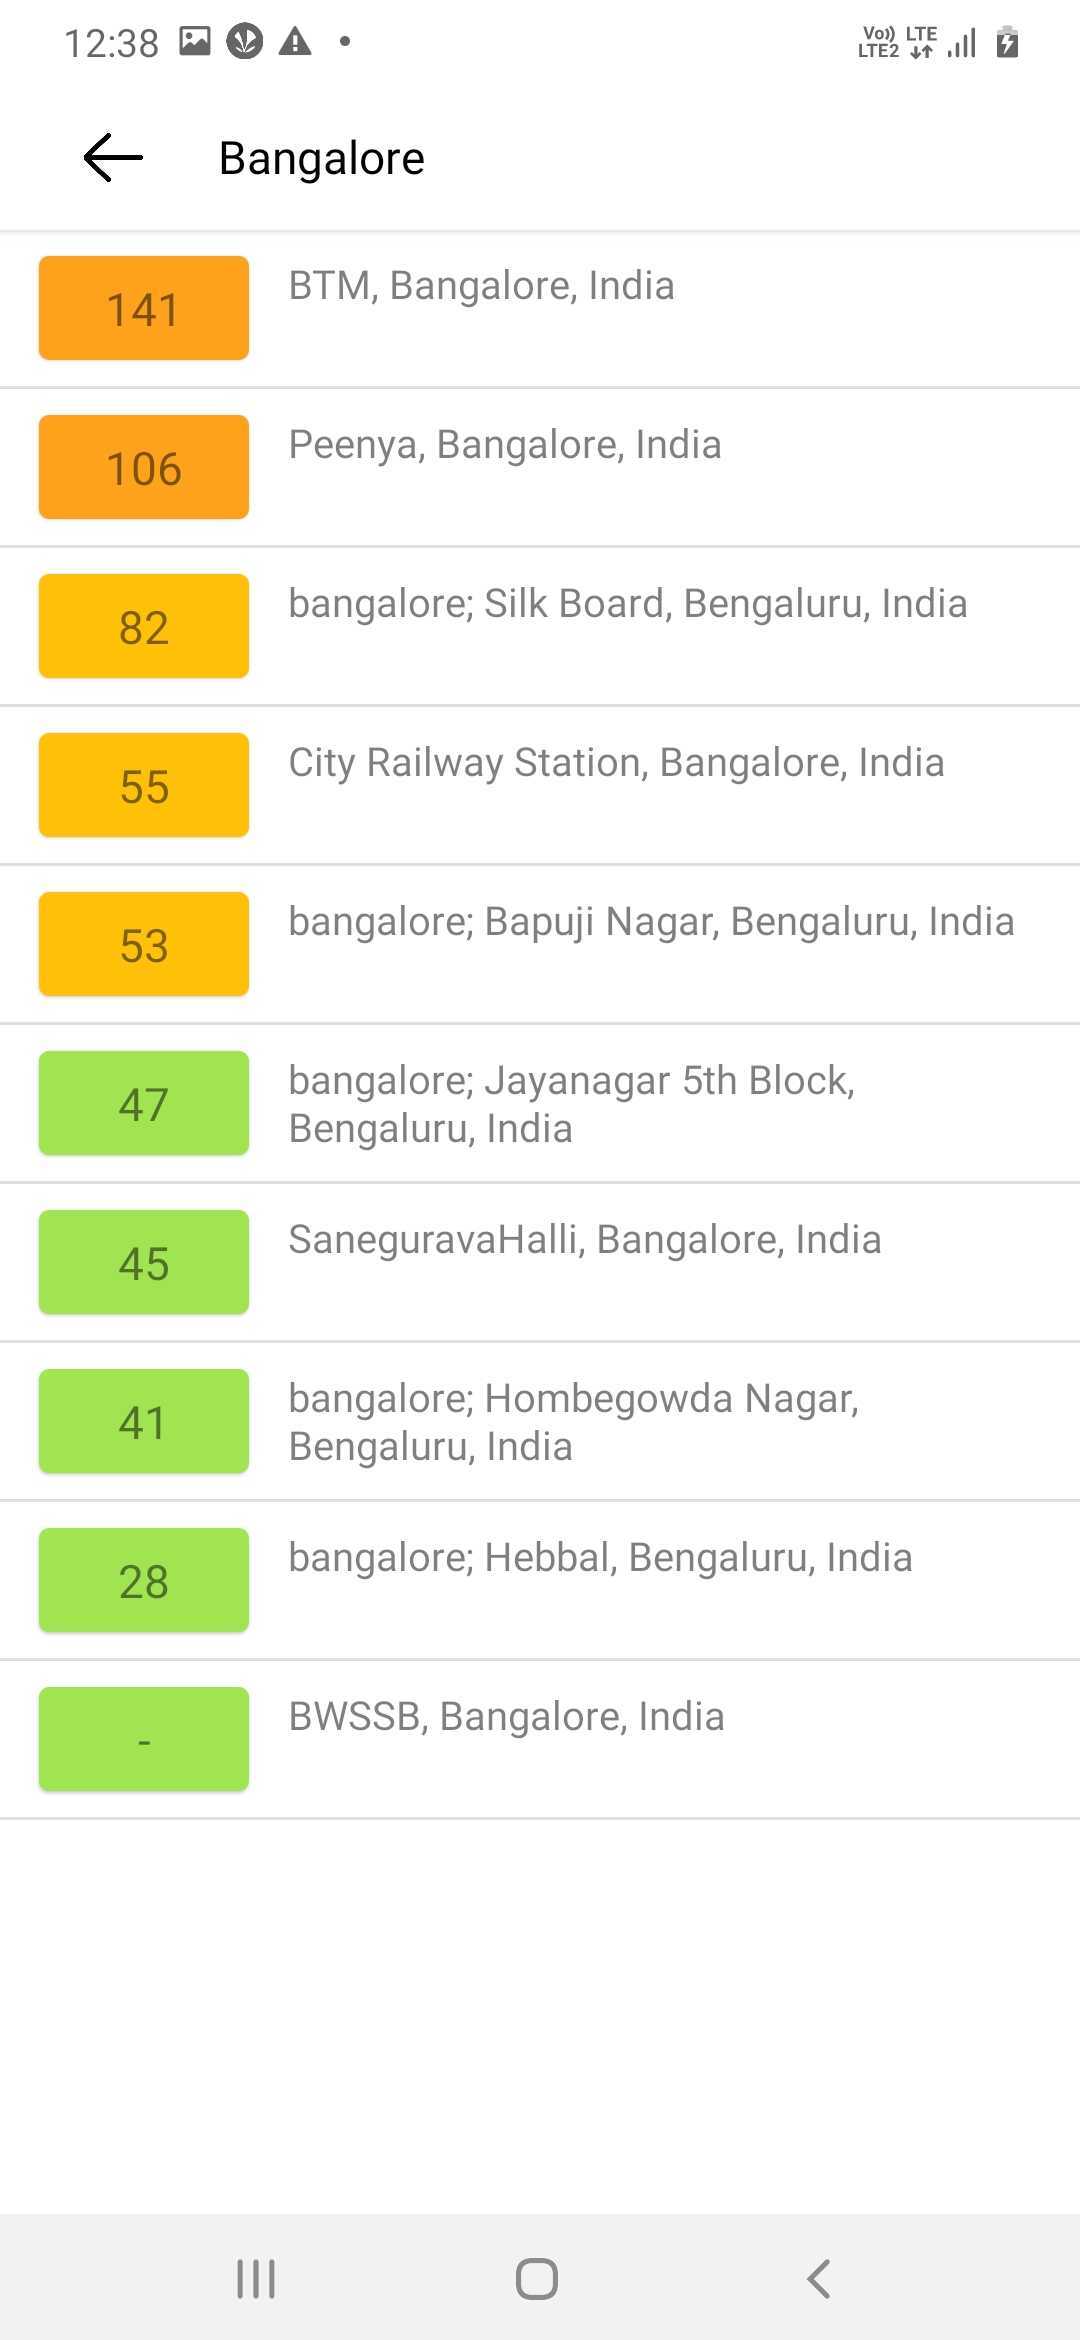 12:38
Vo)) LTE
LTE2
Bangalore
141
BTM, Bangalore, India
106
Peenya, Bangalore, India
82
bangalore; Silk Board, Bengaluru, India
55
City Railway Station, Bangalore, India
53
bangalore; Bapuji Nagar, Bengaluru, India
47
bangalore; Jayanagar 5th Block,
Bengaluru, India
45
SaneguravaHalli, Bangalore, India
41
bangalore; Hombegowda Nagar,
Bengaluru, India
28
bangalore; Hebbal, Bengaluru, India
-
BWSSB, Bangalore, India